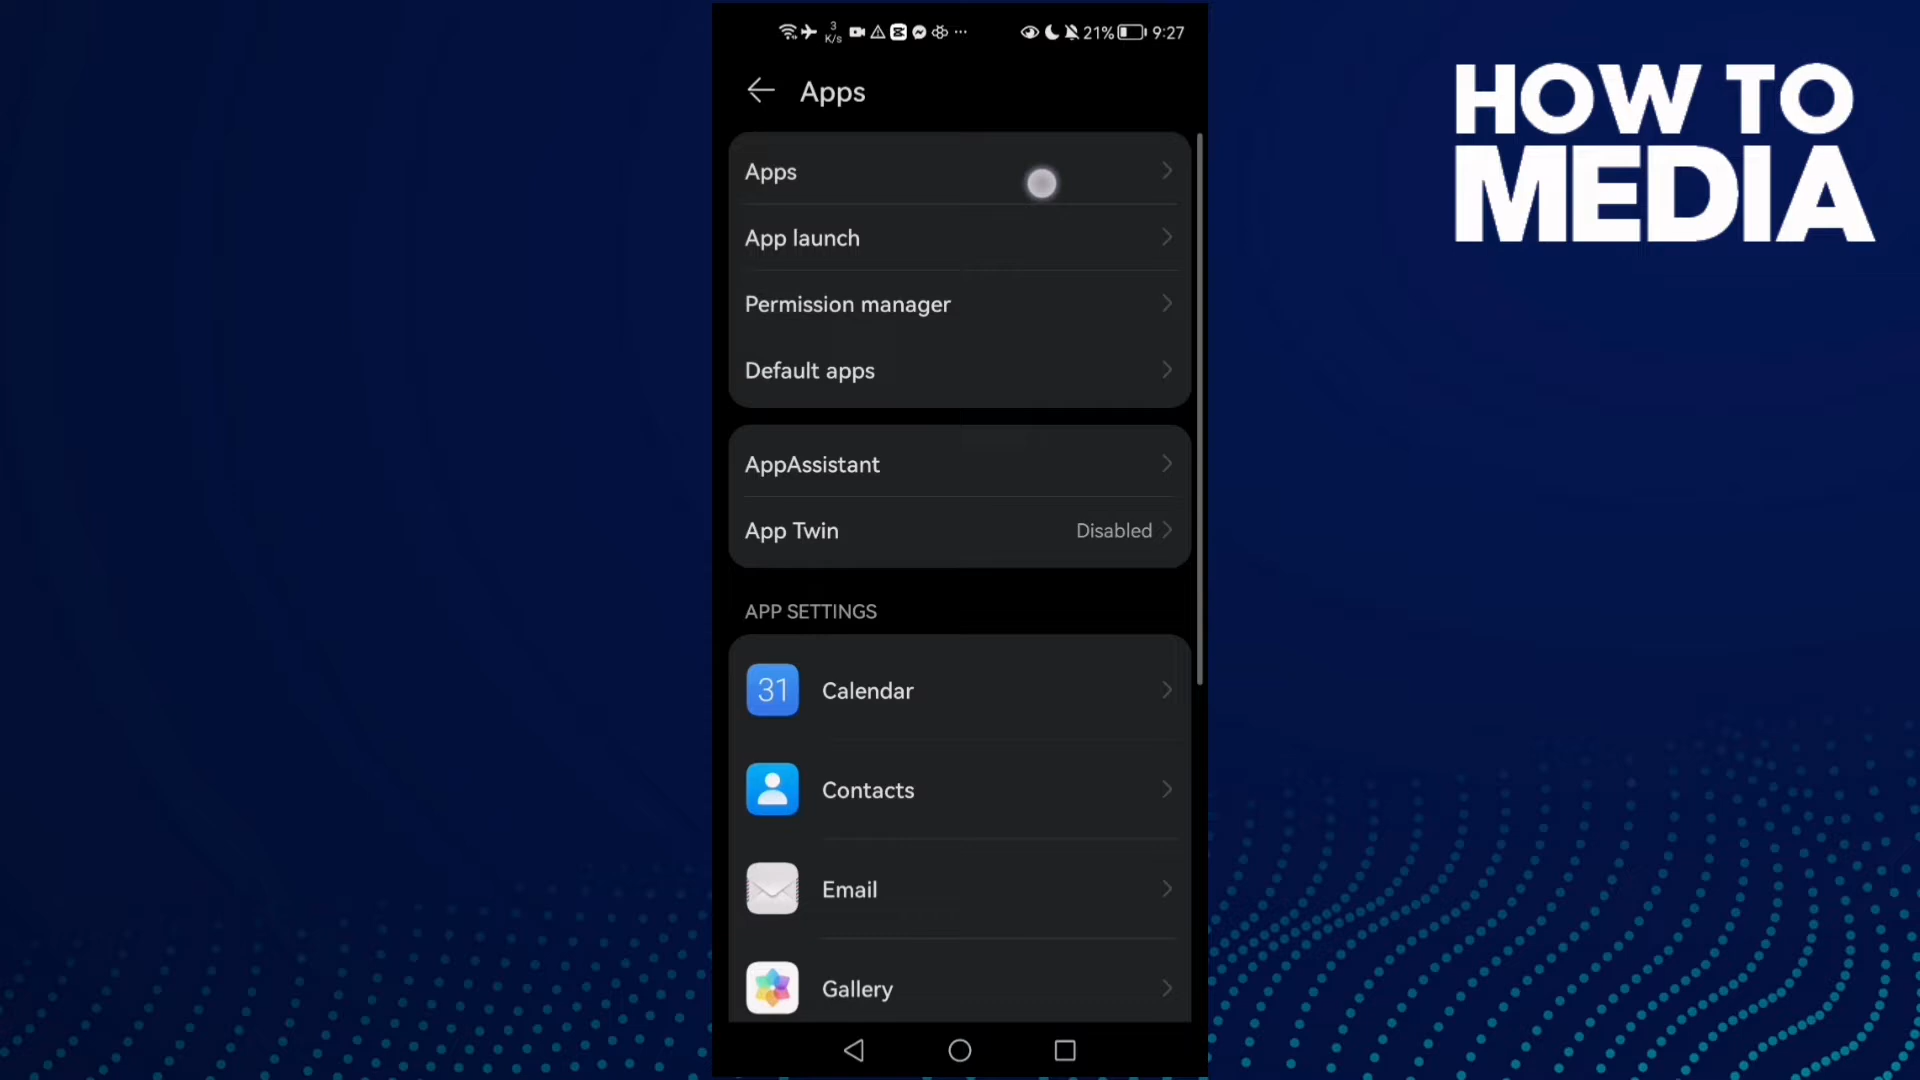 3
K/s
21%
9:27
Apps
HOW TO
MEDIA
Apps
App launch
Permission manager
Default apps
AppAssistant
App Twin
Disabled
APP SETTINGS
31
Calendar
Contacts
Email
Gallery